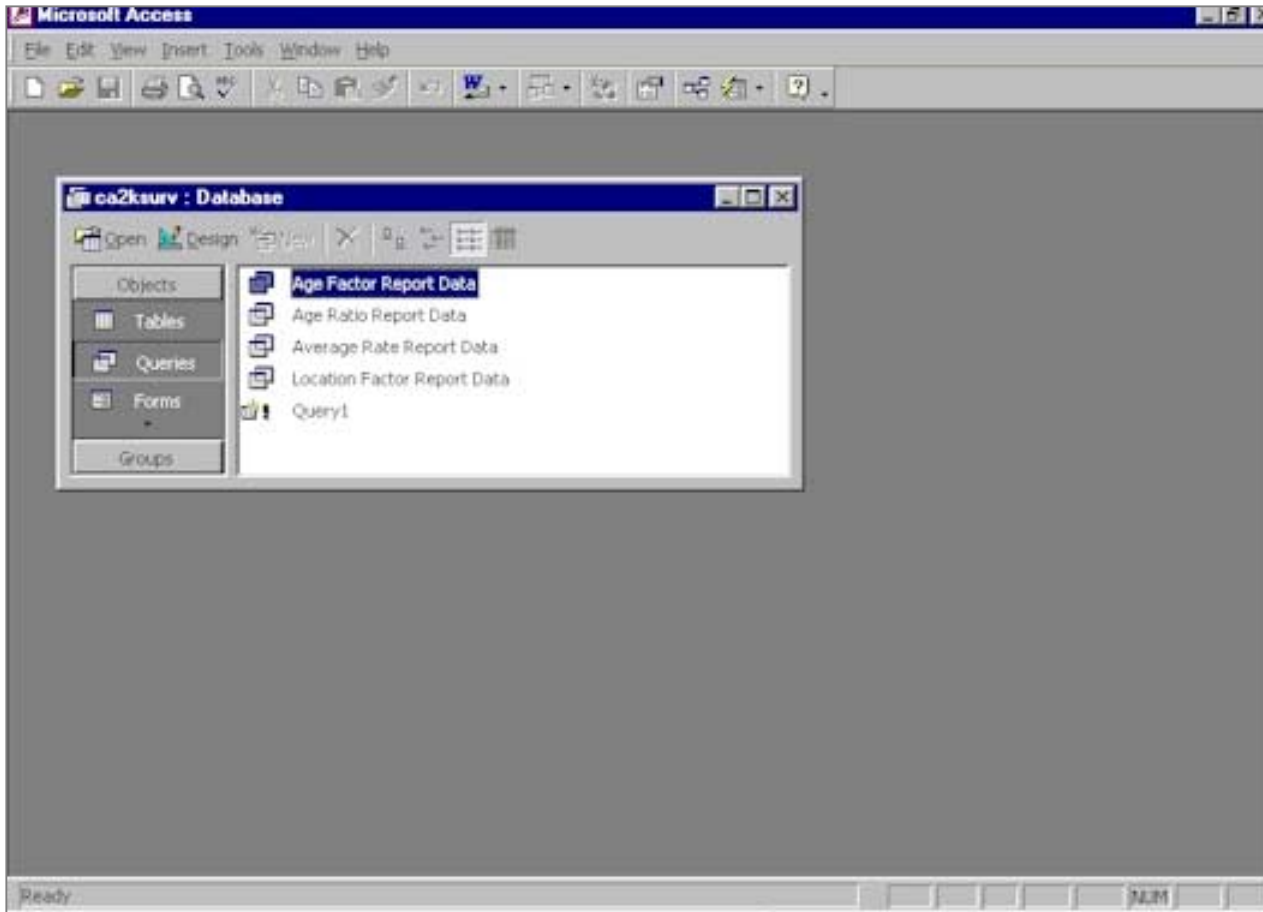 Microsoft Access
File Edit View Insert Tools Window Help
ca2ksurv : Database
Open Design New
Objects
Tables
Queries
Forms
Groups
Age Factor Report Data
Age Ratio Report Data
Average Rate Report Data
Location Factor Report Data
Query1
Ready
NUM